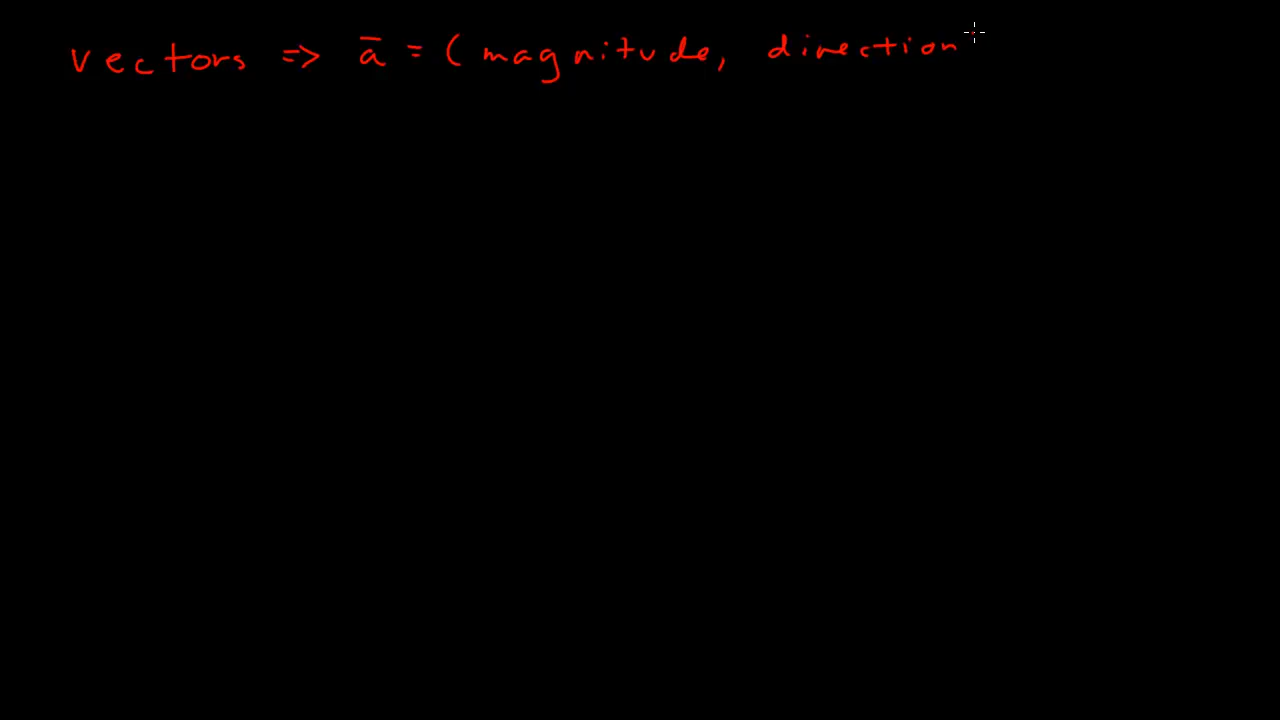 vectors => a̅ = ( magnitude, direction